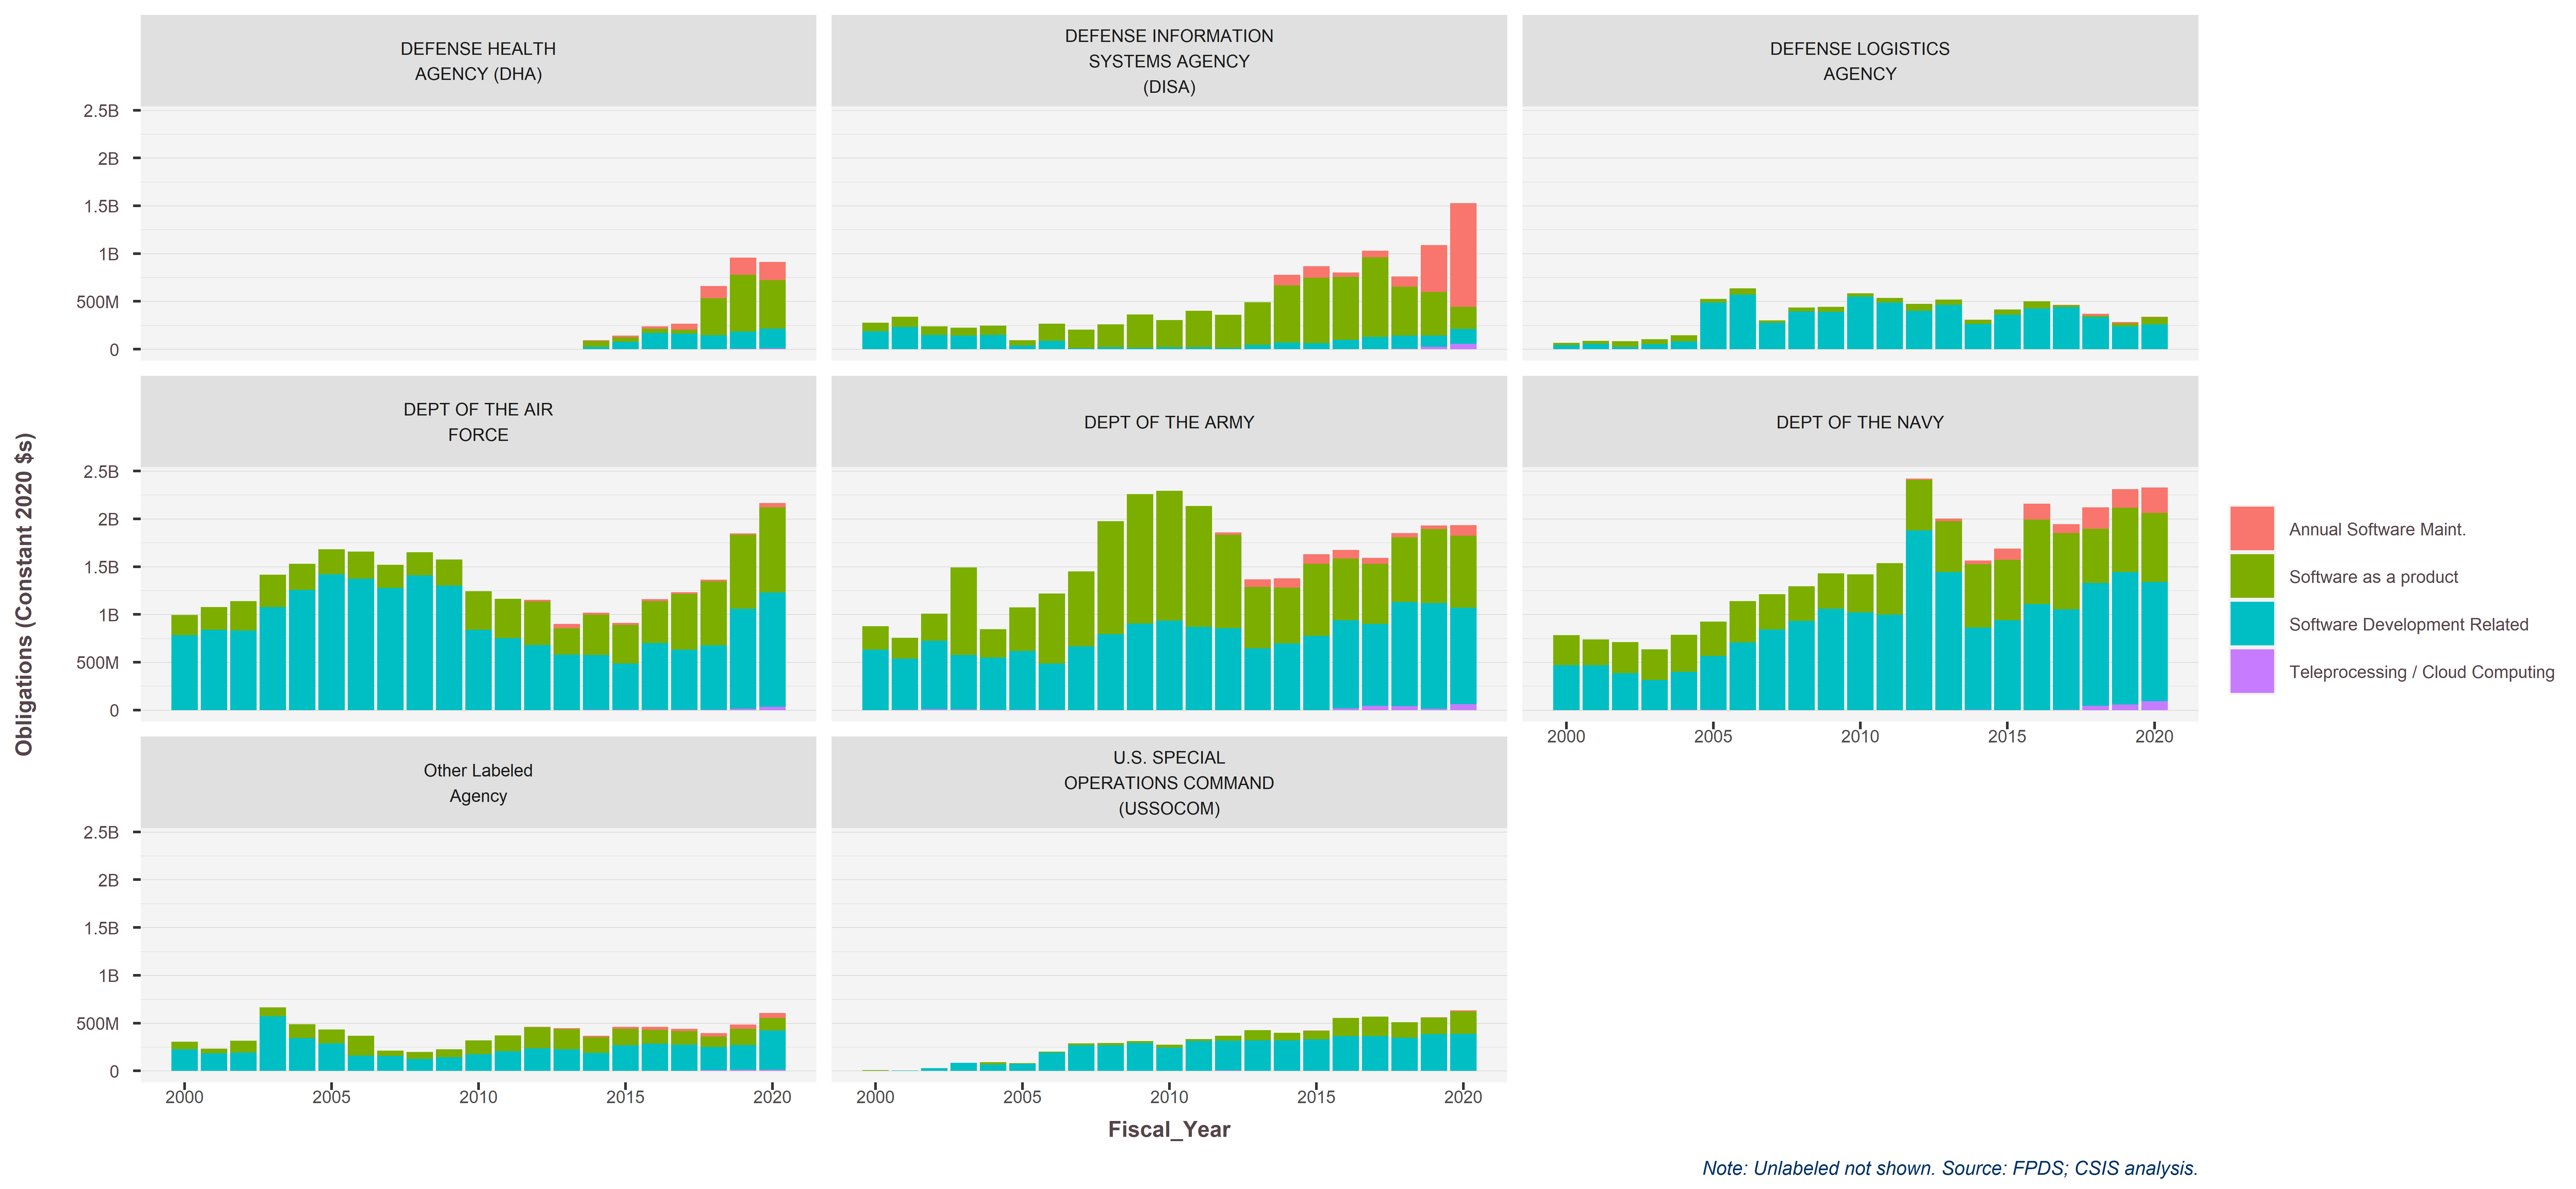 DEFENSE HEALTH
AGENCY (DHA)
DEFENSE INFORMATION
SYSTEMS AGENCY
(DISA)
DEFENSE LOGISTICS
AGENCY
2.5B
2B
1.5B
1B
500M
0
DEPT OF THE AIR
FORCE
DEPT OF THE ARMY
DEPT OF THE NAVY
2.5B
2B
1.5B
1B
500M
0
2000
2005
2010
2015
2020
Other Labeled
Agency
U.S. SPECIAL
OPERATIONS COMMAND
(USSOCOM)
2.5B
2B
1.5B
1B
500M
0
2000
2005
2010
2015
2020
2000
2005
2010
2015
2020
Obligations (Constant 2020 $s)
Fiscal_Year
Annual Software Maint.
Software as a product
Software Development Related
Teleprocessing / Cloud Computing
Note: Unlabeled not shown. Source: FPDS; CSIS analysis.